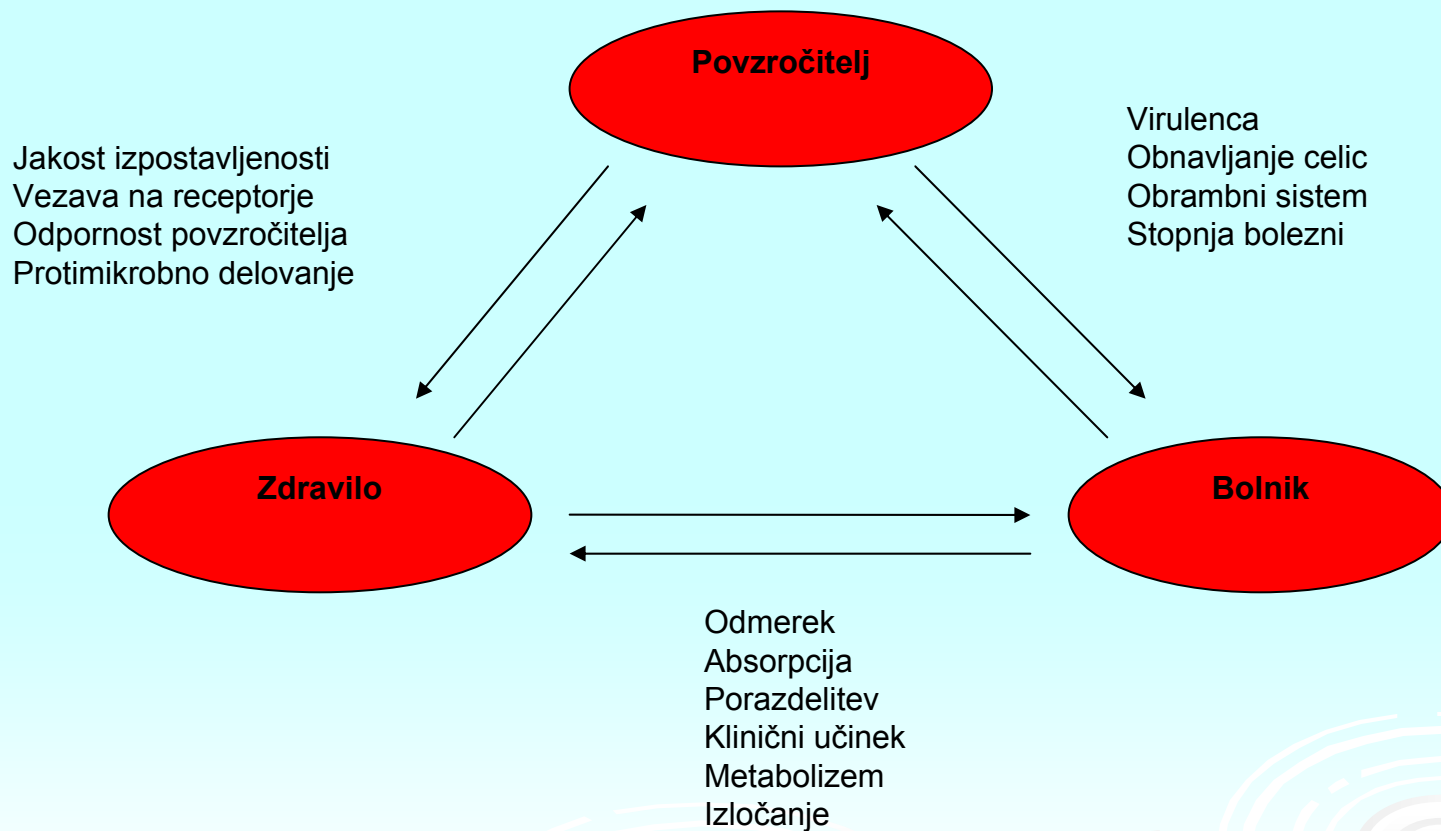 Povzročitelj
Jakost izpostavljenosti
Vezava na receptorje
Odpornost povzročitelja
Protimikrobno delovanje
Virulenca
Obnavljanje celic
Obrambni sistem
Stopnja bolezni
Zdravilo
Bolnik
Odmerek
Absorpcija
Porazdelitev
Klinični učinek
Metabolizem
Izločanje